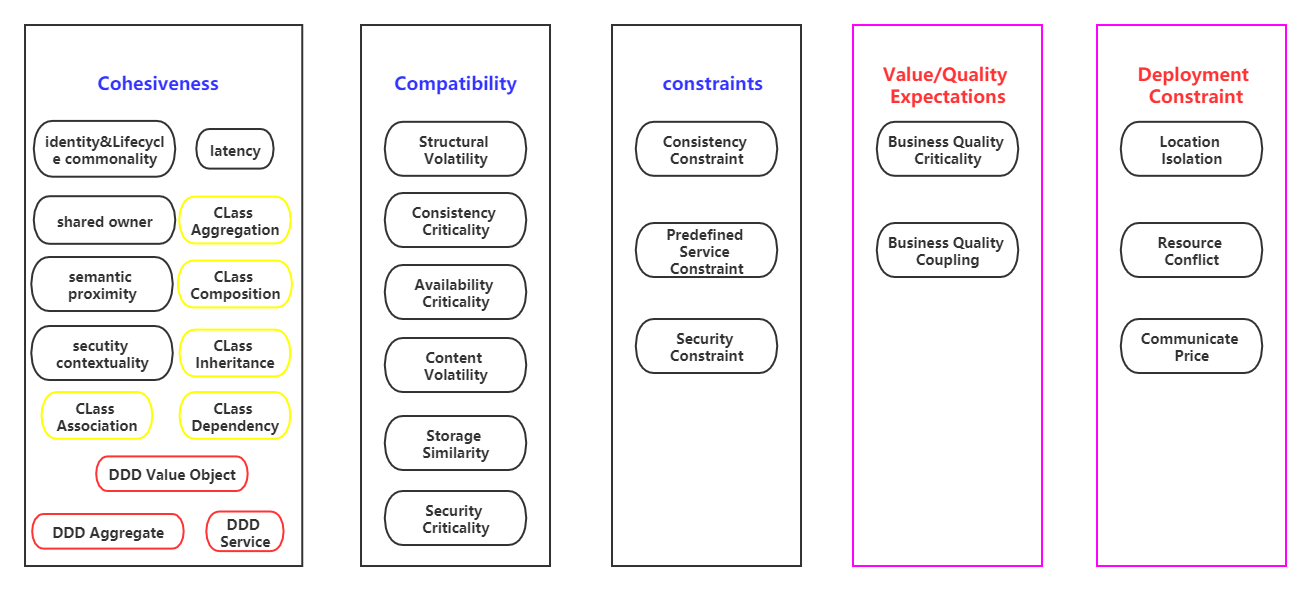 Cohesiveness
identity&Lifecycl
e commonality
latency
shared owner
CLass
Aggregation
semantic
proximity
CLass
Composition
secutity
contextuality
CLass
Inheritance
CLass
Association
CLass
Dependency
DDD Value Object
DDD Aggregate
DDD
Service
Compatibility
Structural
Volatility
Consistency
Criticality
Availability
Criticality
Content
Volatility
Storage
Similarity
Security
Criticality
constraints
Consistency
Constraint
Predefined
Service
Constraint
Security
Constraint
Value/Quality
Expectations
Business Quality
Criticality
Business Quality
Coupling
Deployment
Constraint
Location
Isolation
Resource
Conflict
Communicate
Price